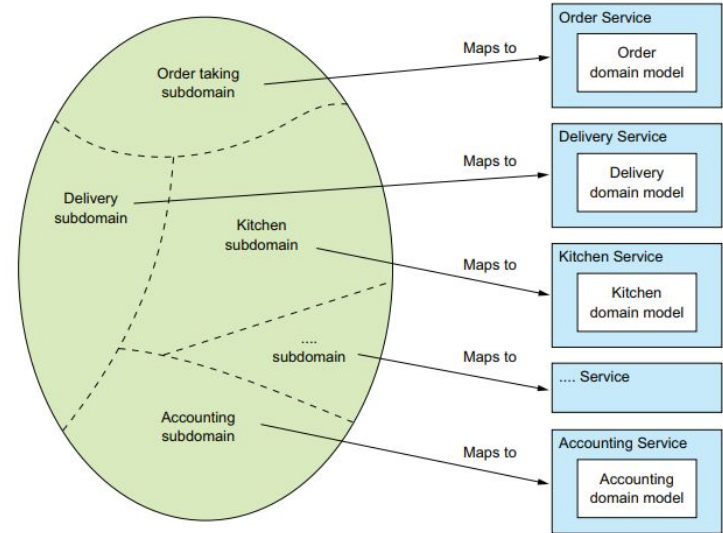 Order taking
subdomain
Maps to
Order Service
Order
domain model
Delivery
subdomain
Maps to
Delivery Service
Delivery
domain model
Kitchen
subdomain
Maps to
Kitchen Service
Kitchen
domain model
....
subdomain
Maps to
.... Service
Accounting
subdomain
Maps to
Accounting Service
Accounting
domain model